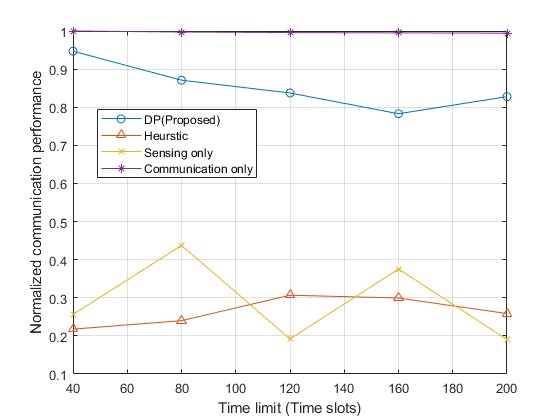 1
0.9
0.8
0.7
0.6
0.5
0.4
0.3
0.2
0.1
Normalized communication performance
DP(Proposed)
Heurstic
Sensing only
Communication only
40 60 80 100 120 140 160 180 200
Time limit (Time slots)